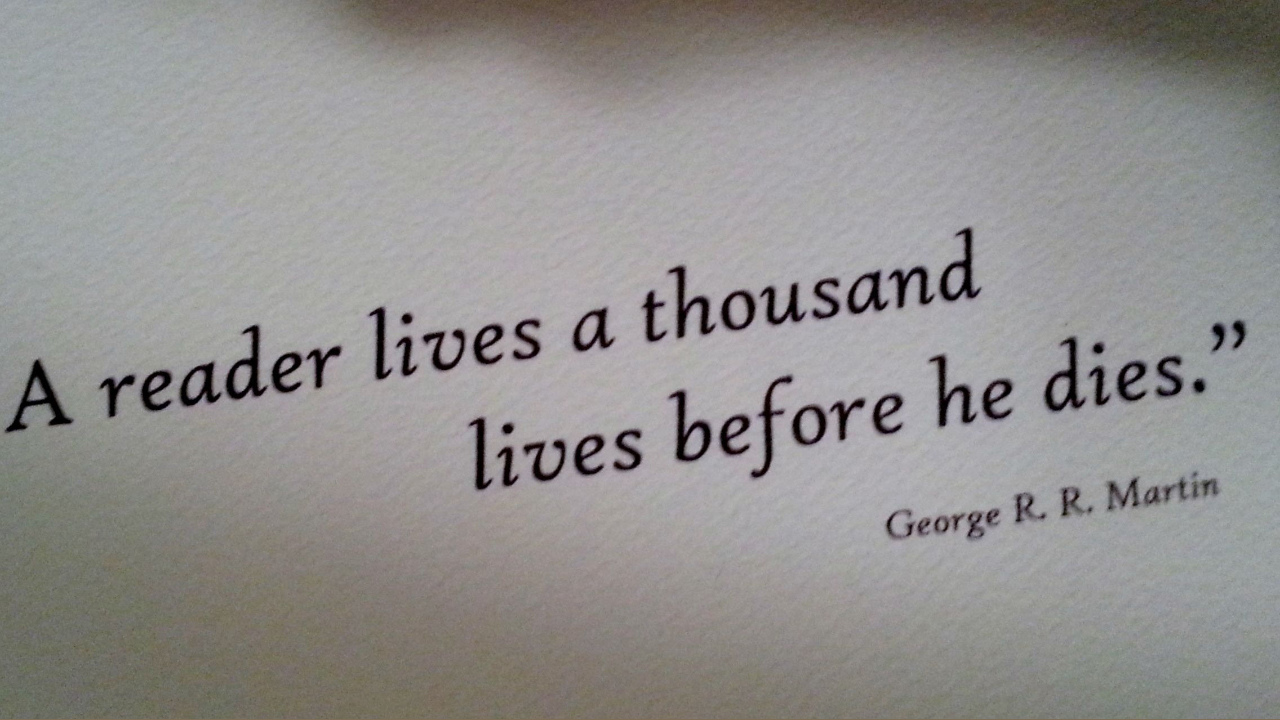 A reader lives a thousand
lives before he dies.”
George R. R. Martin